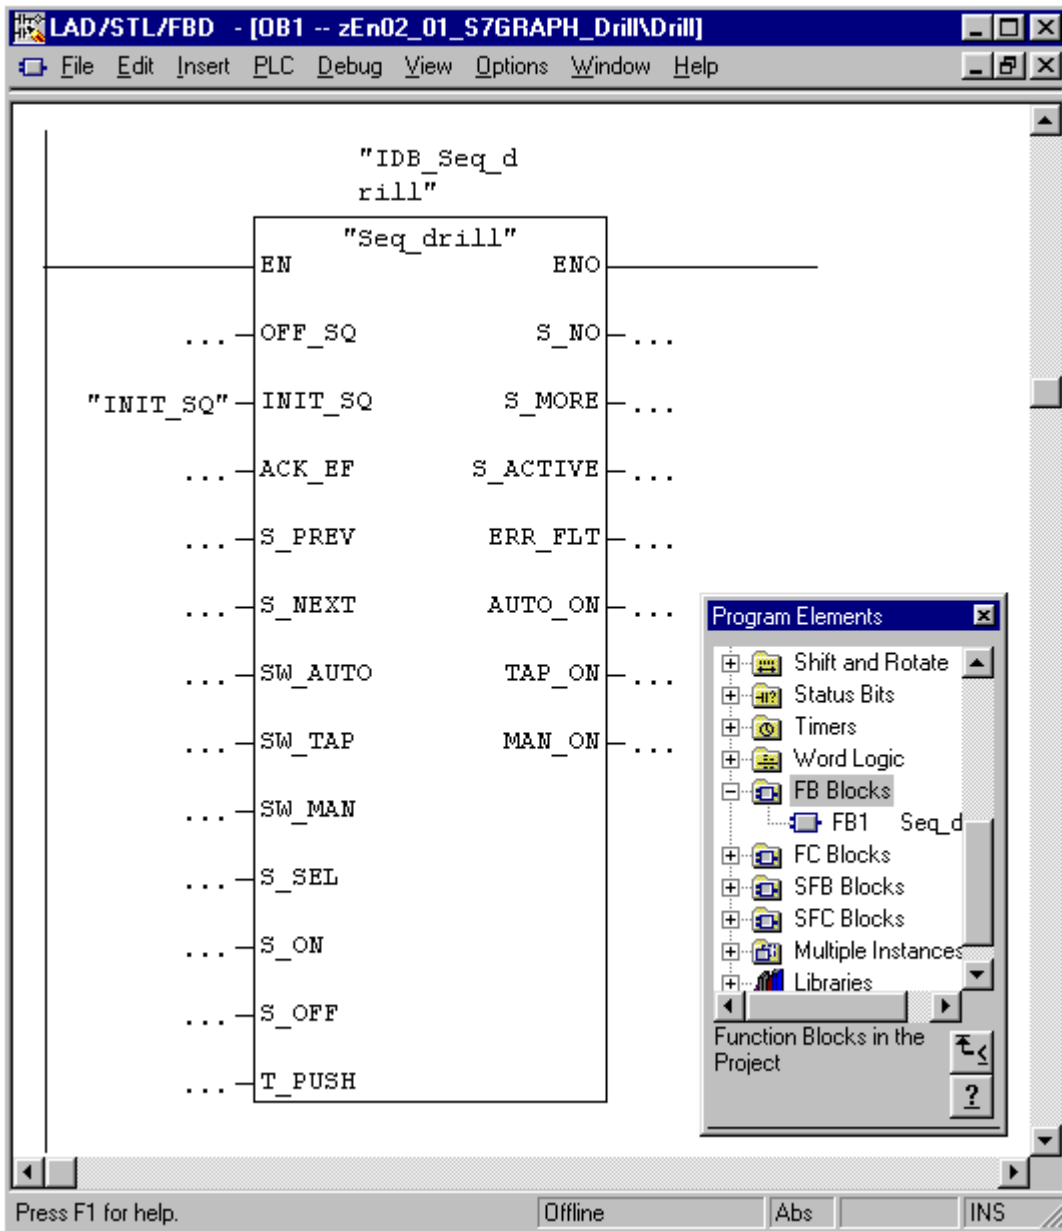 LAD/STL/FBD - [OB1 -- zEn02_01_S7GRAPH_Drill\Drill]
File Edit Insert PLC Debug View Options Window Help
"IDB_Seq_d
rill"
"Seq_drill"
EN ENO
... OFF_SQ S_NO ...
"INIT_SQ" INIT_SQ S_MORE ...
... ACK_EF S_ACTIVE ...
... S_PREV ERR_FLT ...
... S_NEXT AUTO_ON ...
... SW_AUTO TAP_ON ...
... SW_TAP MAN_ON ...
... SW_MAN
... S_SEL
... S_ON
... S_OFF
... T_PUSH
Program Elements
Shift and Rotate
Status Bits
Timers
Word Logic
FB Blocks
FB1 Seq_d
FC Blocks
SFB Blocks
SFC Blocks
Multiple Instances
Libraries
Function Blocks in the
Project
?
Press F1 for help. Offline Abs INS